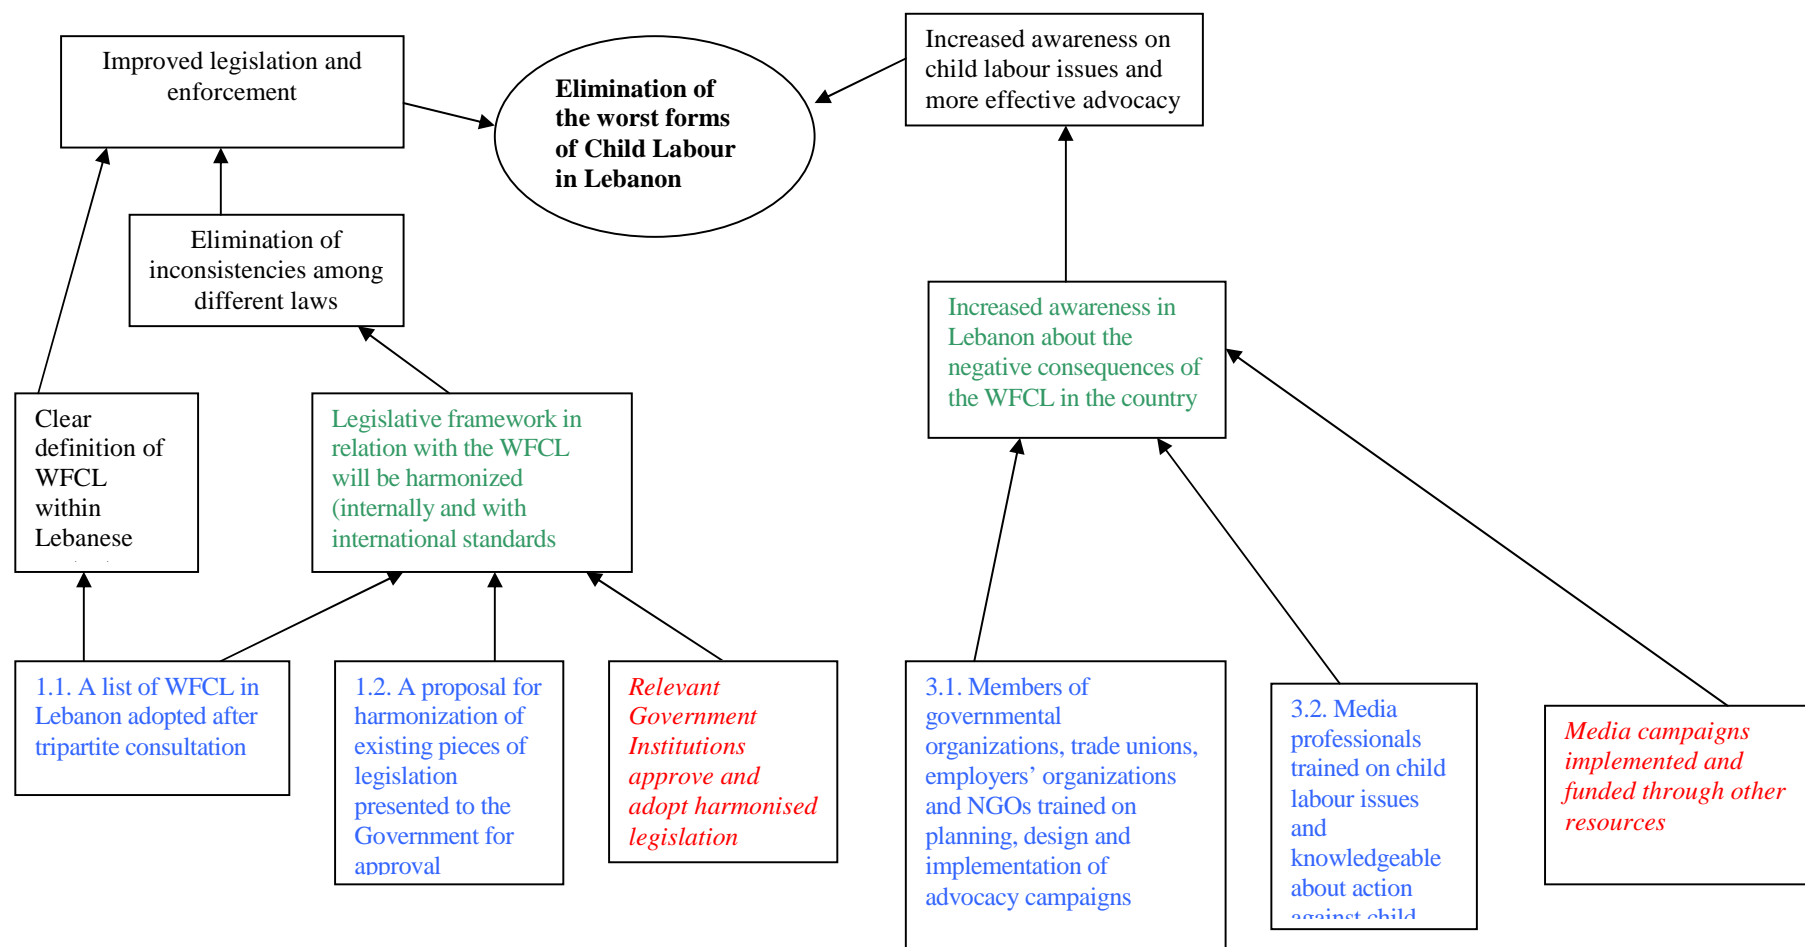 Improved legislation and
enforcement
Elimination of
the worst forms
of Child Labour
in Lebanon
Increased awareness on
child labour issues and
more effective advocacy
Elimination of
inconsistencies among
different laws
Increased awareness in
Lebanon about the
negative consequences of
the WFCL in the country
Clear
definition of
WFCL
within
Lebanese
Legislative framework in
relation with the WFCL
will be harmonized
(internally and with
international standards
1.1. A list of WFCL in
Lebanon adopted after
tripartite consultation
1.2. A proposal for
harmonization of
existing pieces of
legislation
presented to the
Government for
approval
Relevant
Government
Institutions
approve and
adopt harmonised
legislation
3.1. Members of
governmental
organizations, trade unions,
employers’ organizations
and NGOs trained on
planning, design and
implementation of
advocacy campaigns
3.2. Media
professionals
trained on child
labour issues
and
knowledgeable
about action
against child
Media campaigns
implemented and
funded through other
resources